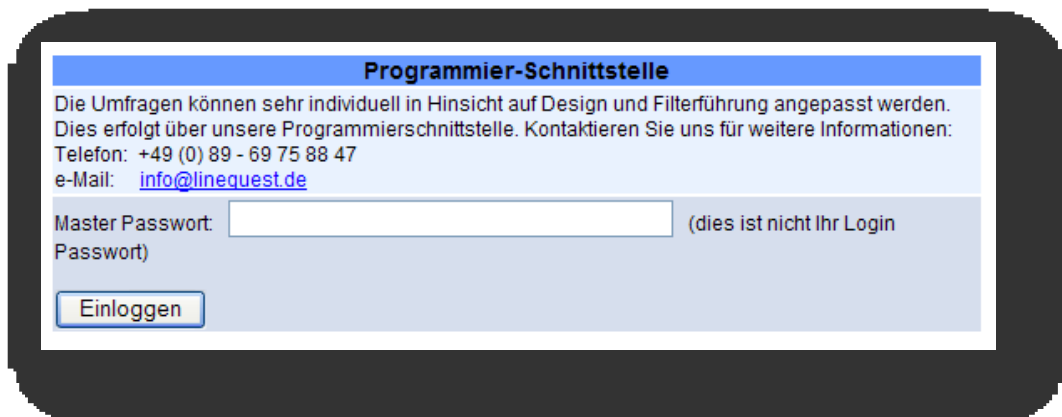 Programmier-Schnittstelle
Die Umfragen können sehr individuell in Hinsicht auf Design und Filterführung angepasst werden.
Dies erfolgt über unsere Programmierschnittstelle. Kontaktieren Sie uns für weitere Informationen:
Telefon: +49 (0) 89 - 69 75 88 47
e-Mail: info@linequest.de
Master Passwort: (dies ist nicht Ihr Login
Passwort)
Einloggen